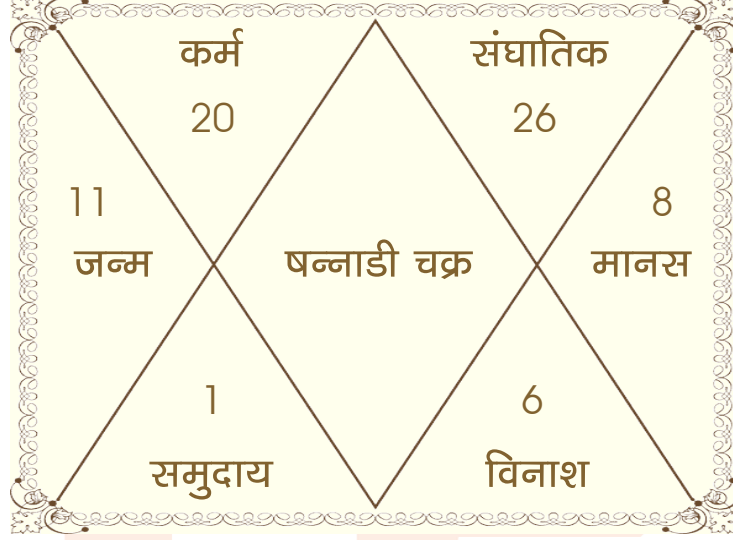 कर्म
20
संघातिक
26
11
जन्म
षन्नाडी चक्र
8
मानस
1
समुदाय
6
विनाश